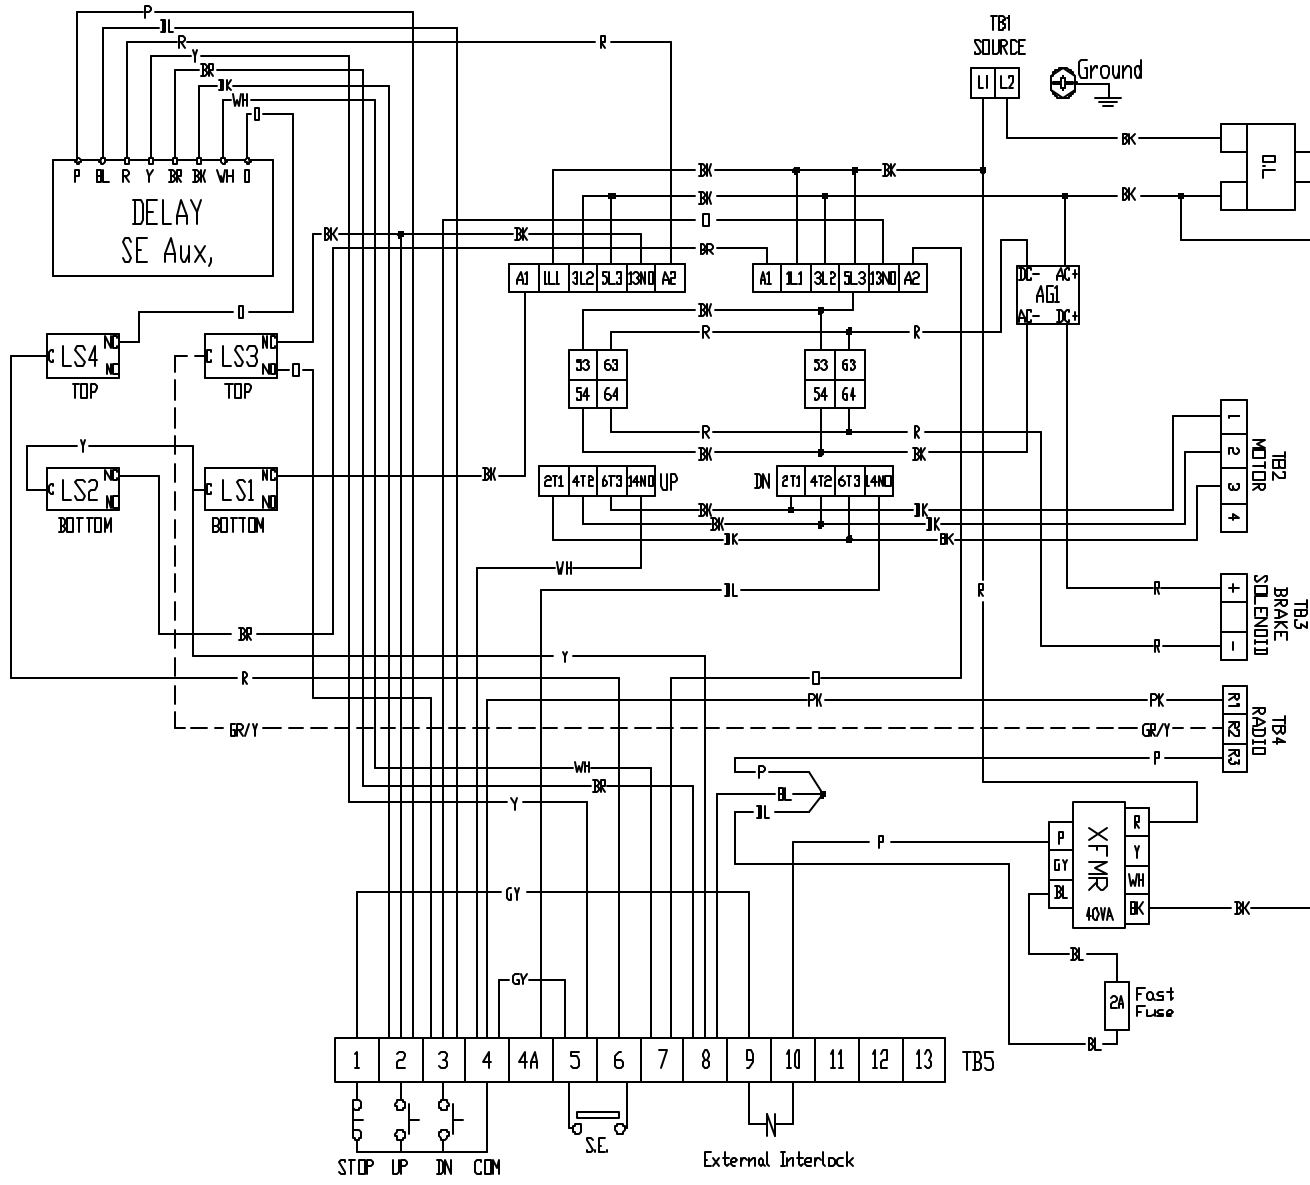 P
BL
R R
Y
BR
BK
WH
O
TB1
SOURCE
L1 L2
Ground
BK
O.L
P BL R Y BR BK WH O
DELAY
SE Aux,
BK BK
BK BK
O
BK BK
BR
A1 1L1 3L2 5L3 13NO A2
A1 1L1 3L2 5L3 13NO A2
DC- AC+
AG1
AC- DC+
O
BK
R R
C LS4 NC NO
TOP
C LS3 NC NO
O
TOP
53 63
54 64
53 63
54 64
1
2
3
4
TB2
MOTOR
R R
BK BK
Y
C LS2 NC NO
BOTTOM
C LS1 NC NO
BOTTOM
BK
2T1 4T2 6T3 14NO UP
DN 2T1 4T2 6T3 14NO
BK BK
BK BK
BK BK
WH
BL
R
R
+
-
TB3
BRAKE
SOLENOID
BR
R
Y
R O
PK PK
GR/Y GR/Y
P
R1
R2
R3
TB4
RADIO
WH
P
BR
BL
Y
BL
P
P
GY
BL
XFMR
40VA
R
Y
WH
BK
BK
GY
BL
2A
Fast
Fuse
BL
GY
1 2 3 4 4A 5 6 7 8 9 10 11 12 13 TB5
S.E.
External Interlock
STOP UP DN COM